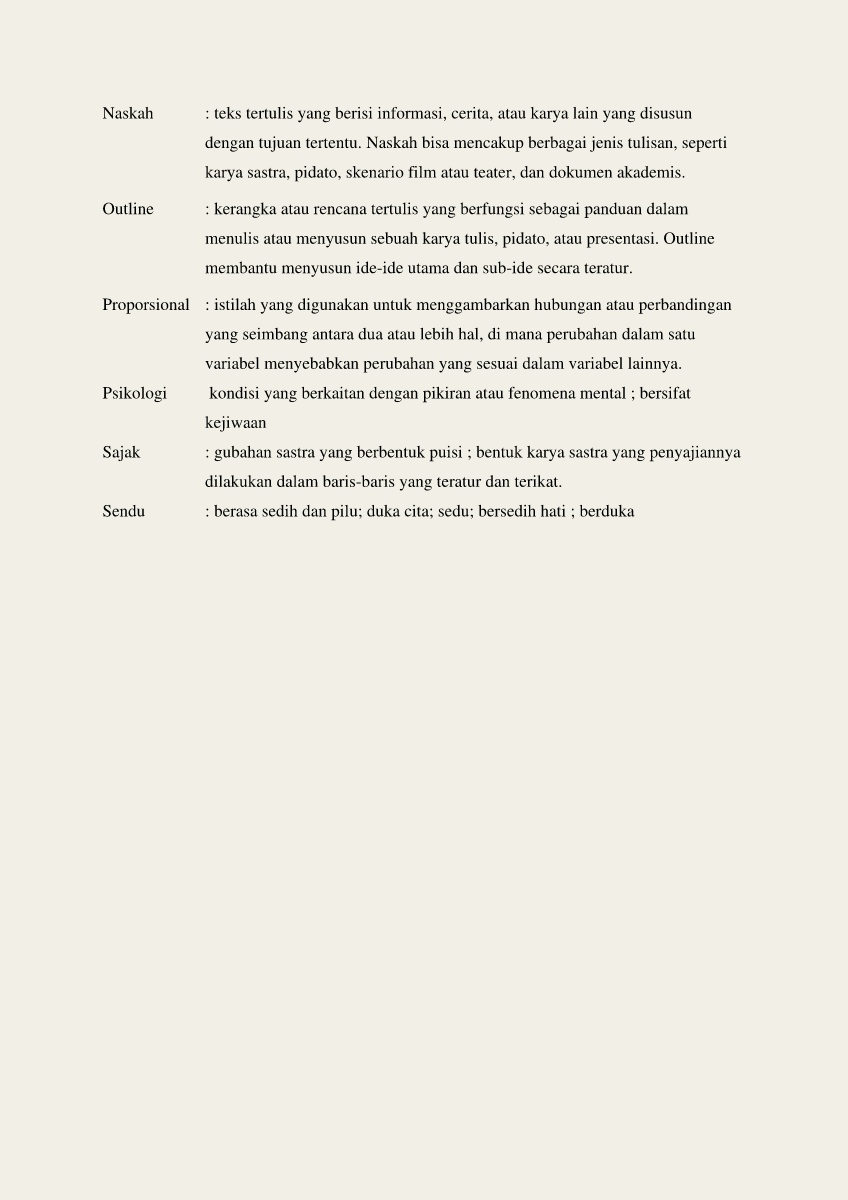 Naskah : teks tertulis yang berisi informasi, cerita, atau karya lain yang disusun
dengan tujuan tertentu. Naskah bisa mencakup berbagai jenis tulisan, seperti
karya sastra, pidato, skenario film atau teater, dan dokumen akademis.
Outline : kerangka atau rencana tertulis yang berfungsi sebagai panduan dalam
menulis atau menyusun sebuah karya tulis, pidato, atau presentasi. Outline
membantu menyusun ide-ide utama dan sub-ide secara teratur.
Proporsional : istilah yang digunakan untuk menggambarkan hubungan atau perbandingan
yang seimbang antara dua atau lebih hal, di mana perubahan dalam satu
variabel menyebabkan perubahan yang sesuai dalam variabel lainnya.
Psikologi kondisi yang berkaitan dengan pikiran atau fenomena mental ; bersifat
kejiwaan
Sajak : gubahan sastra yang berbentuk puisi ; bentuk karya sastra yang penyajiannya
dilakukan dalam baris-baris yang teratur dan terikat.
Sendu : berasa sedih dan pilu; duka cita; sedu; bersedih hati ; berduka